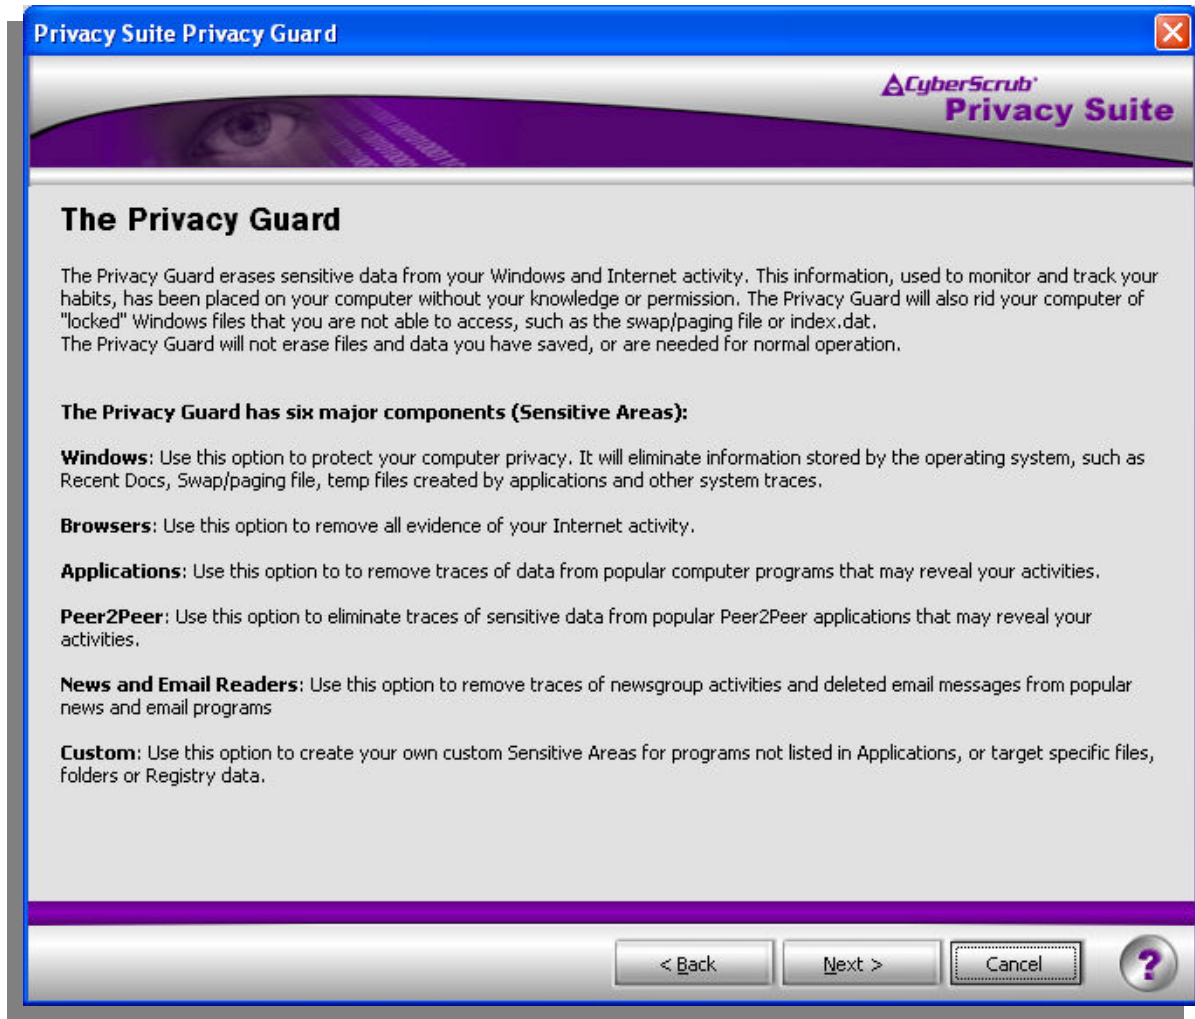 Privacy Suite Privacy Guard
CyberScrub
Privacy Suite
The Privacy Guard
The Privacy Guard erases sensitive data from your Windows and Internet activity. This information, used to monitor and track your
habits, has been placed on your computer without your knowledge or permission. The Privacy Guard will also rid your computer of
"locked" Windows files that you are not able to access, such as the swap/paging file or index.dat.
The Privacy Guard will not erase files and data you have saved, or are needed for normal operation.
The Privacy Guard has six major components (Sensitive Areas):
Windows: Use this option to protect your computer privacy. It will eliminate information stored by the operating system, such as
Recent Docs, Swap/paging file, temp files created by applications and other system traces.
Browsers: Use this option to remove all evidence of your Internet activity.
Applications: Use this option to to remove traces of data from popular computer programs that may reveal your activities.
Peer2Peer: Use this option to eliminate traces of sensitive data from popular Peer2Peer applications that may reveal your
activities.
News and Email Readers: Use this option to remove traces of newsgroup activities and deleted email messages from popular
news and email programs
Custom: Use this option to create your own custom Sensitive Areas for programs not listed in Applications, or target specific files,
folders or Registry data.
< Back
Next >
Cancel
?